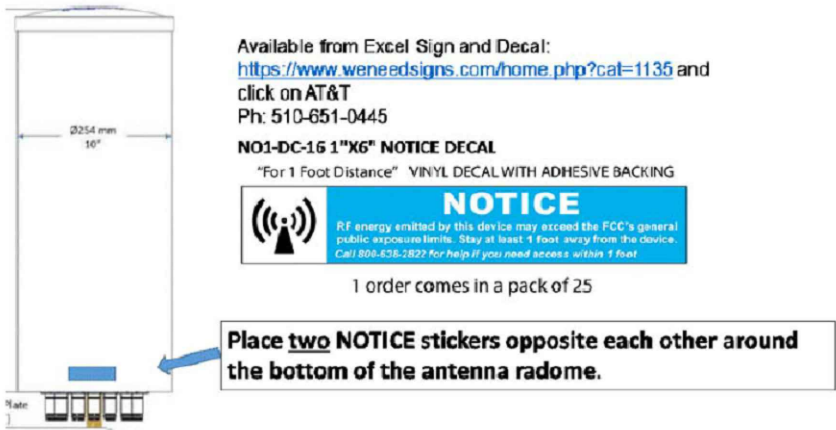 Available from Excel Sign and Decal:
https://www.weneedsigns.com/home.php?cat=1135 and
click on AT&T
Ph: 510-651-0445
NO1-DC-16 1"X6" NOTICE DECAL
"For 1 Foot Distance" VINYL DECAL WITH ADHESIVE BACKING
NOTICE
RF energy emitted by this device may exceed the FCC's general
public exposure limits. Stay at least 1 foot away from the device.
Call 800-638-2822 for help if you need access within 1 foot
1 order comes in a pack of 25
Ø254 mm
10"
Place two NOTICE stickers opposite each other around
the bottom of the antenna radome.
Plate
]